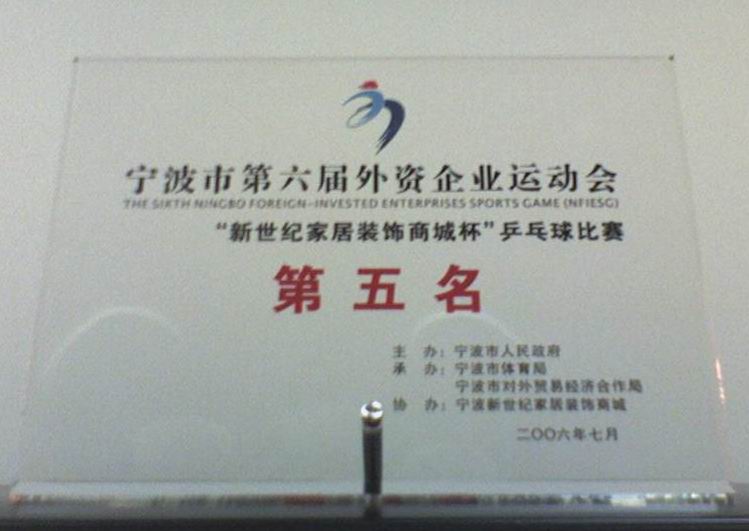 宁波市第六届外资企业运动会
THE SIXTH NINGBO FOREIGN-INVESTED ENTERPRISES SPORTS GAME (NFIESG)
“新世纪家居装饰商城杯”乒乓球比赛
第五名
主 办：宁波市人民政府
承 办：宁波市体育局
宁波市对外贸易经济合作局
协 办：宁波新世纪家居装饰商城
二〇〇六年七月